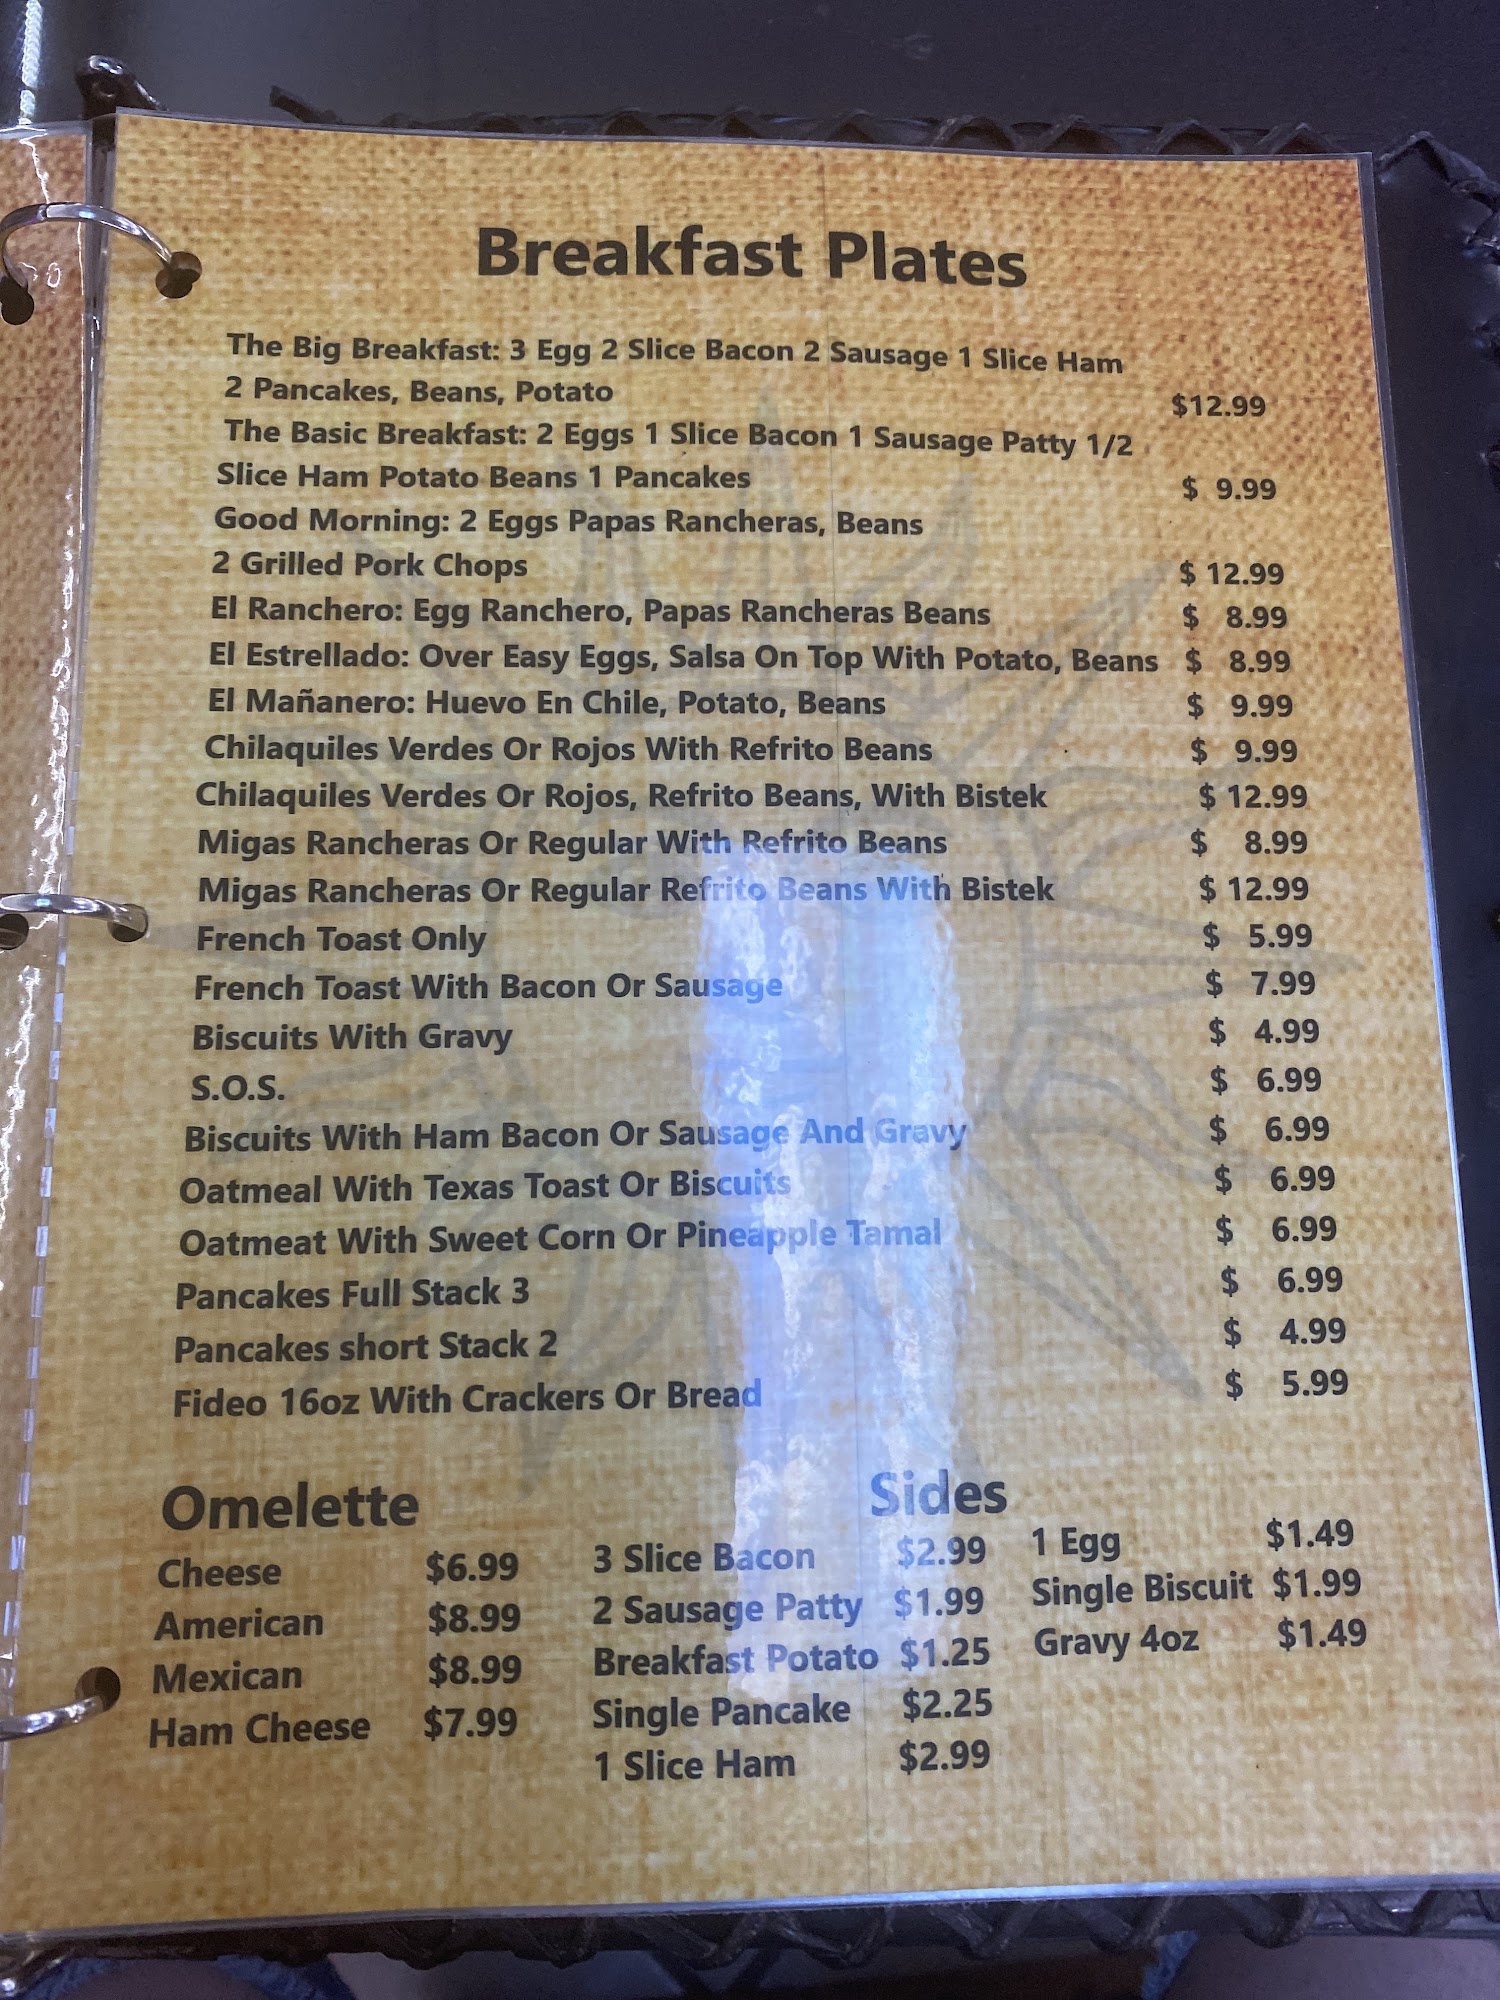 Breakfast Plates
The Big Breakfast: 3 Egg 2 Slice Bacon 2 Sausage 1 Slice Ham
2 Pancakes, Beans, Potato $12.99
The Basic Breakfast: 2 Eggs 1 Slice Bacon 1 Sausage Patty 1/2
Slice Ham Potato Beans 1 Pancakes $ 9.99
Good Morning: 2 Eggs Papas Rancheras, Beans
2 Grilled Pork Chops $ 12.99
El Ranchero: Egg Ranchero, Papas Rancheras Beans $ 8.99
El Estrellado: Over Easy Eggs, Salsa On Top With Potato, Beans $ 8.99
El Mañanero: Huevo En Chile, Potato, Beans $ 9.99
Chilaquiles Verdes Or Rojos With Refrito Beans $ 9.99
Chilaquiles Verdes Or Rojos, Refrito Beans, With Bistek $ 12.99
Migas Rancheras Or Regular With Refrito Beans $ 8.99
Migas Rancheras Or Regular Refrito Beans With Bistek $ 12.99
French Toast Only $ 5.99
French Toast With Bacon Or Sausage $ 7.99
Biscuits With Gravy $ 4.99
S.O.S. $ 6.99
Biscuits With Ham Bacon Or Sausage And Gravy $ 6.99
Oatmeal With Texas Toast Or Biscuits $ 6.99
Oatmeat With Sweet Corn Or Pineapple Tamal $ 6.99
Pancakes Full Stack 3 $ 6.99
Pancakes short Stack 2 $ 4.99
Fideo 16oz With Crackers Or Bread $ 5.99
Omelette
Cheese $6.99
American $8.99
Mexican $8.99
Ham Cheese $7.99
Sides
3 Slice Bacon $2.99
2 Sausage Patty $1.99
Breakfast Potato $1.25
Single Pancake $2.25
1 Slice Ham $2.99
1 Egg $1.49
Single Biscuit $1.99
Gravy 4oz $1.49